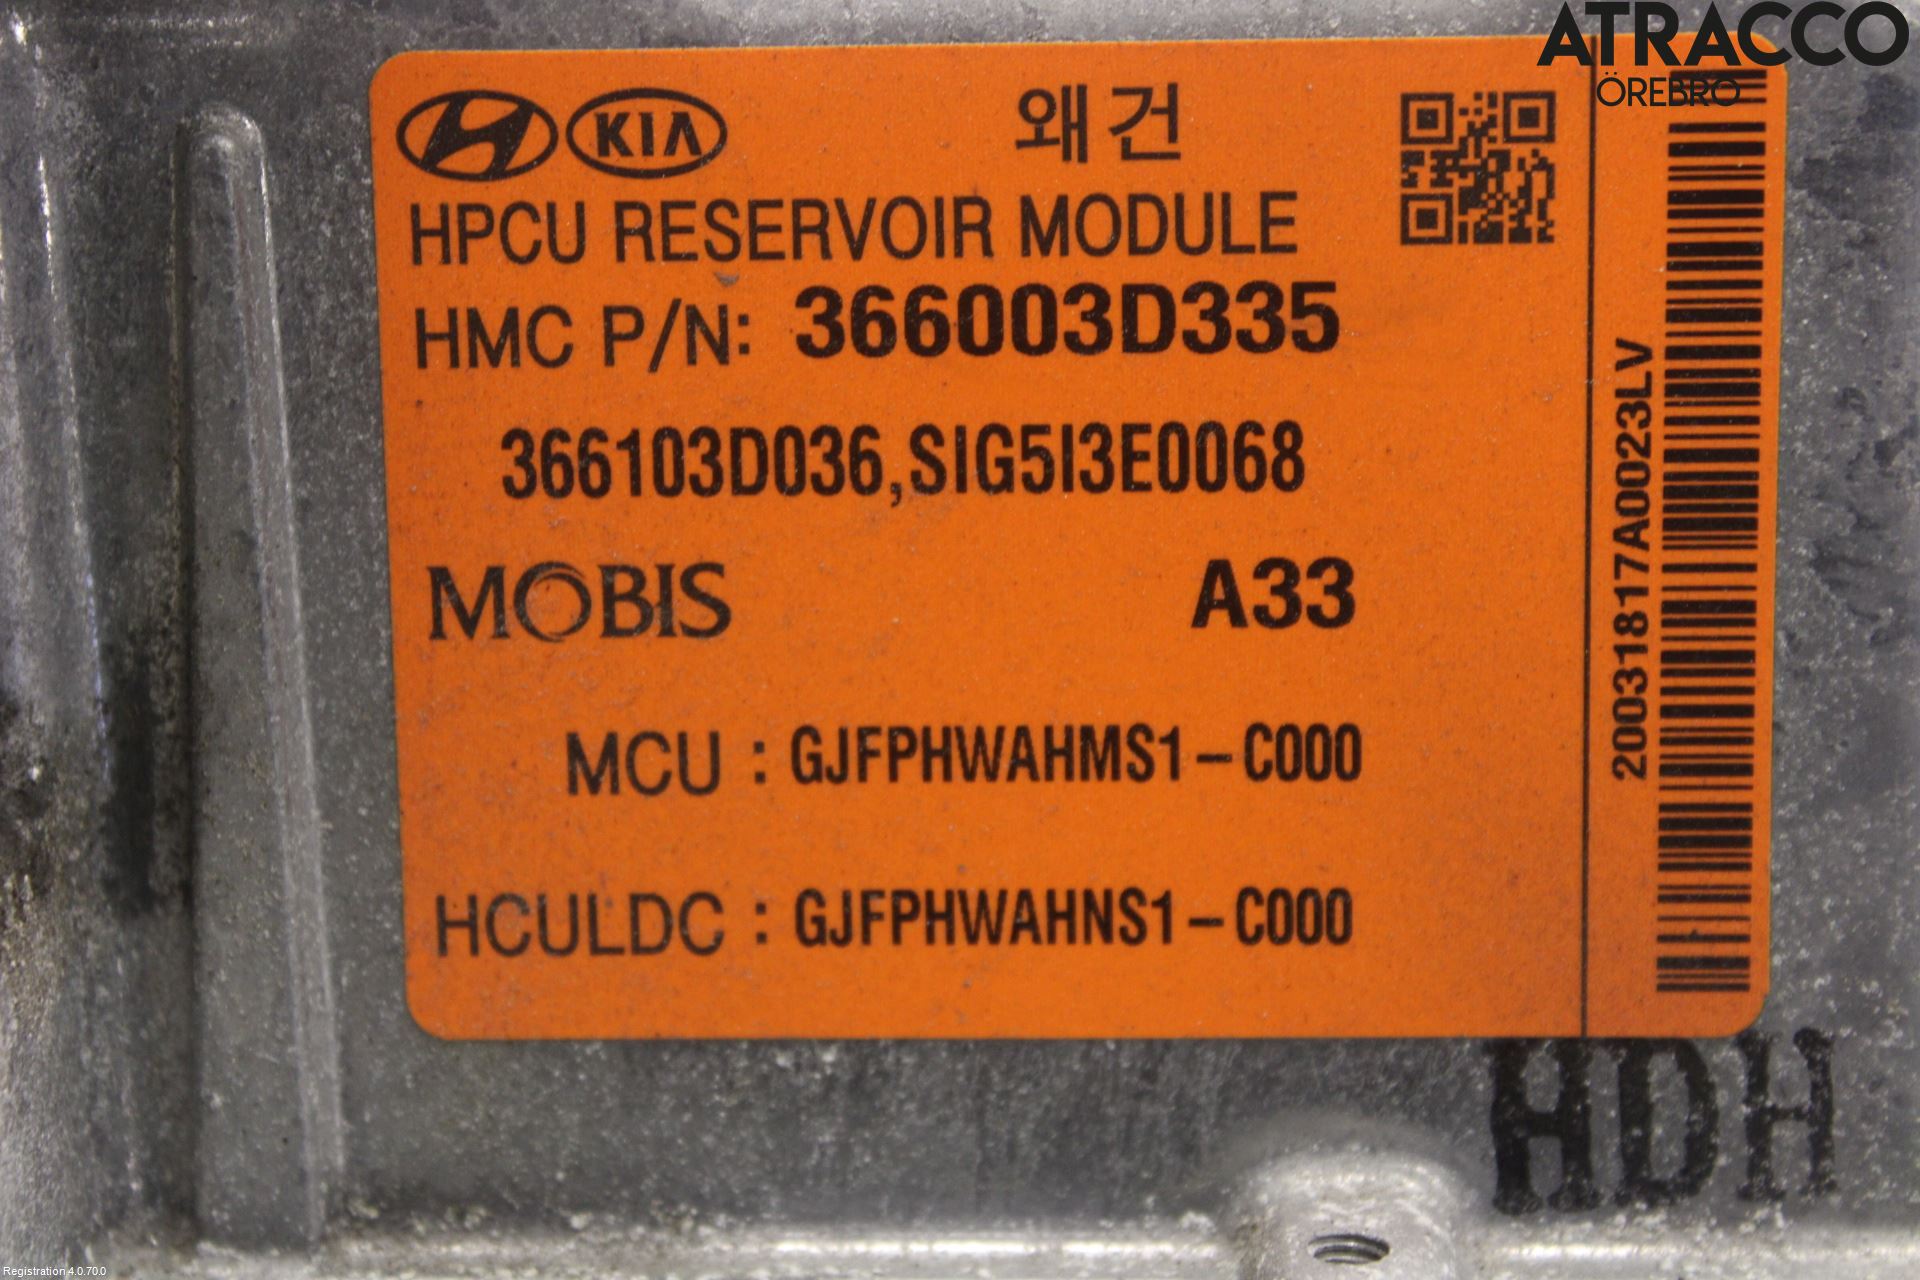 ATRACCO
ÖREBRO
KIA
왜건
HPCU RESERVOIR MODULE
HMC P/N: 366003D335
366103D036,SIG5I3E0068
MOBIS A33
MCU : GJFPHWAHMS1-C000
HCULDC : GJFPHWAHNS1-C000
20031817A0023LV
HDH
Registration 4.0.70.0